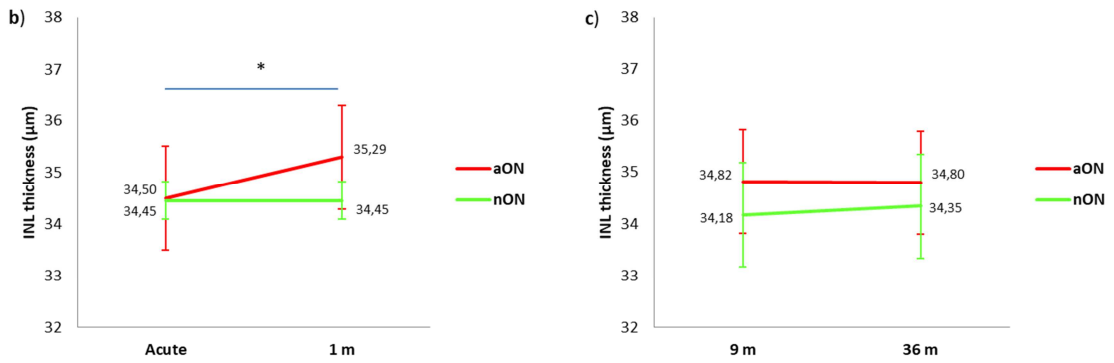 b)
INL thickness (µm)
38
37
36
35
34
33
32
*
34,50
34,45
35,29
34,45
Acute
1 m
aON
nON
c)
INL thickness (µm)
38
37
36
35
34
33
32
34,82
34,18
34,80
34,35
9 m
36 m
aON
nON